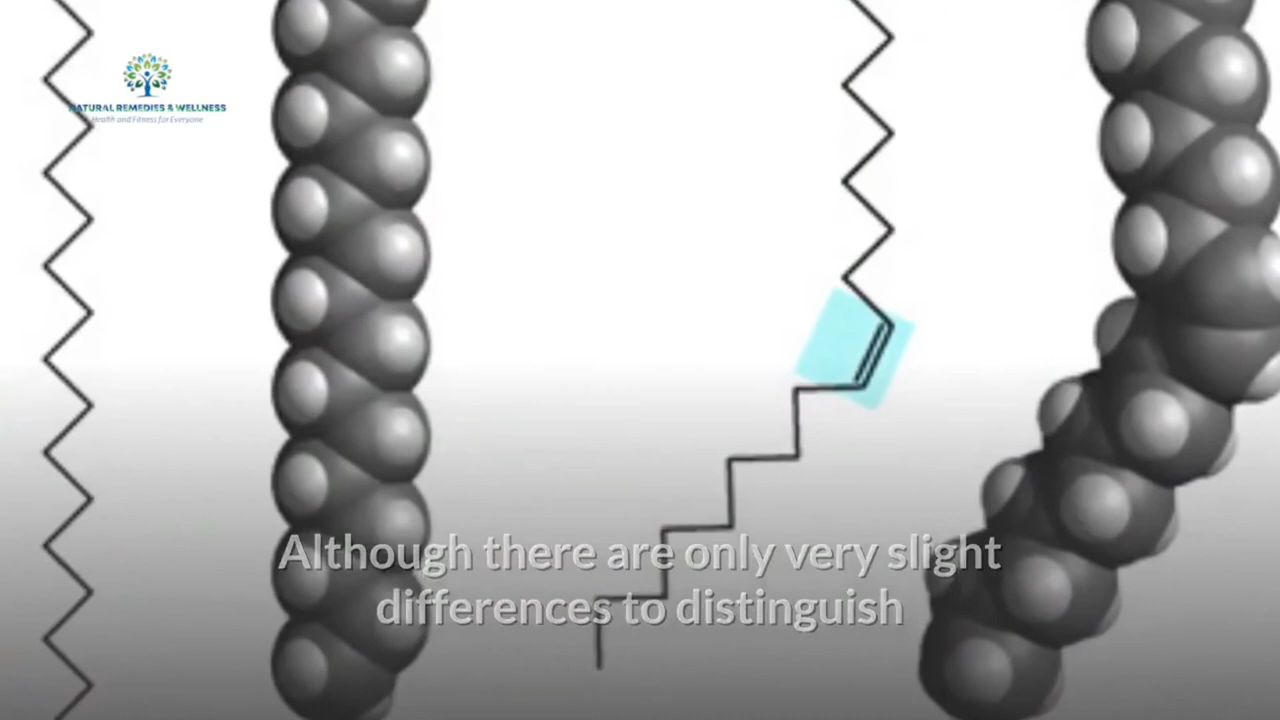 NATURAL REMEDIES & WELLNESS
Health and Fitness for Everyone
Although there are only very slight
differences to distinguish